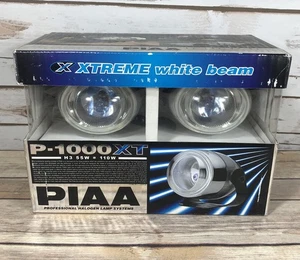 X XTREME white beam
P-1000XT
H3 55W × 110W
PIAA
PROFESSIONAL HALOGEN LAMP SYSTEMS